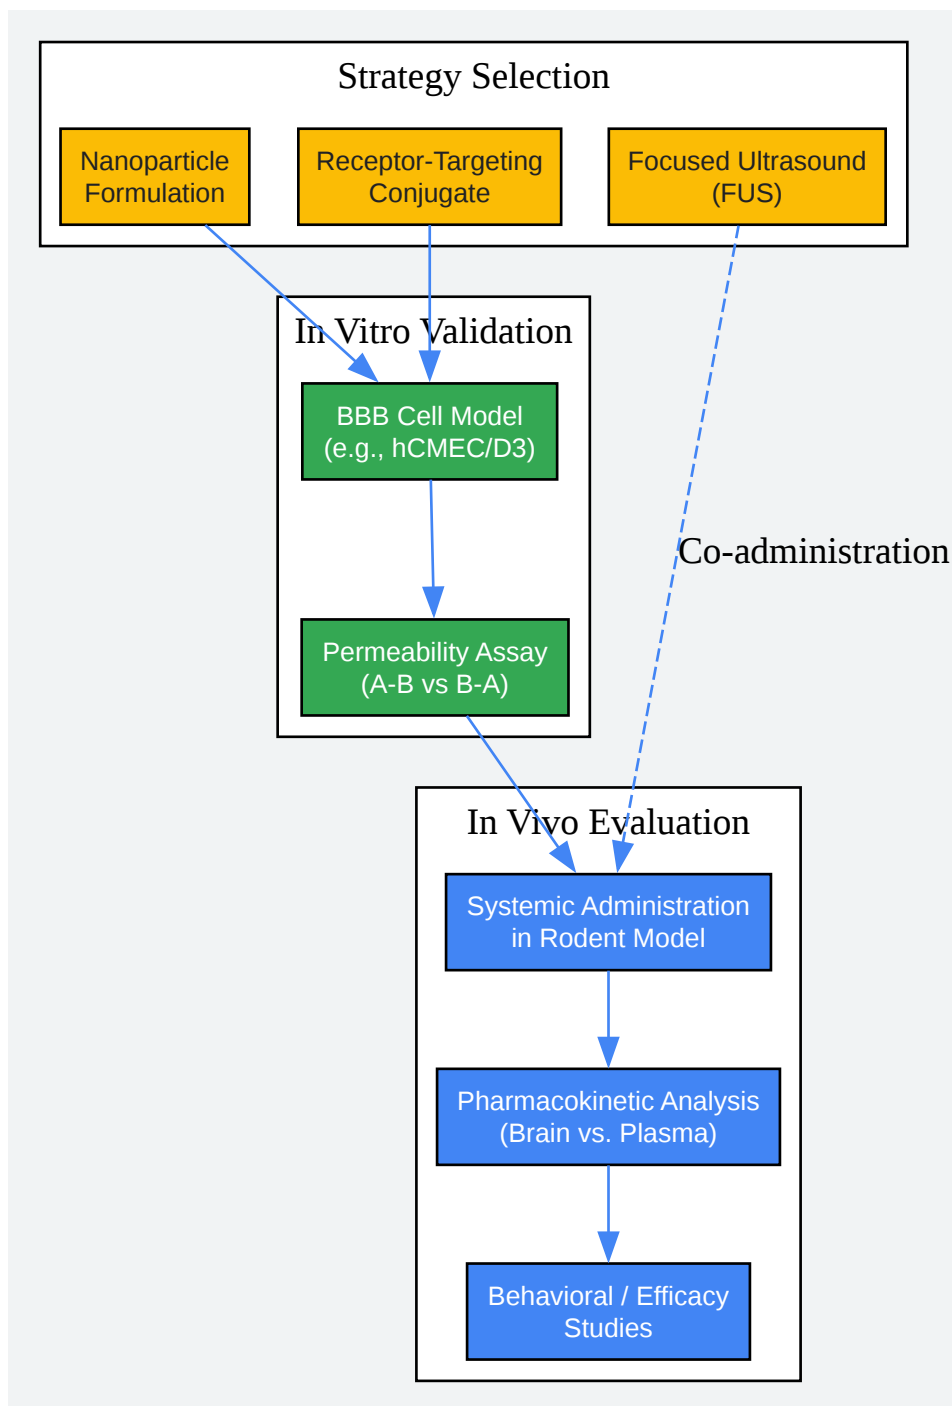 Strategy Selection
Nanoparticle
Formulation
Receptor-Targeting
Conjugate
Focused Ultrasound
(FUS)
In Vitro Validation
BBB Cell Model
(e.g., hCMEC/D3)
Co-administration
Permeability Assay
(A-B vs B-A)
In Vivo Evaluation
Systemic Administration
in Rodent Model
Pharmacokinetic Analysis
(Brain vs. Plasma)
Behavioral / Efficacy
Studies